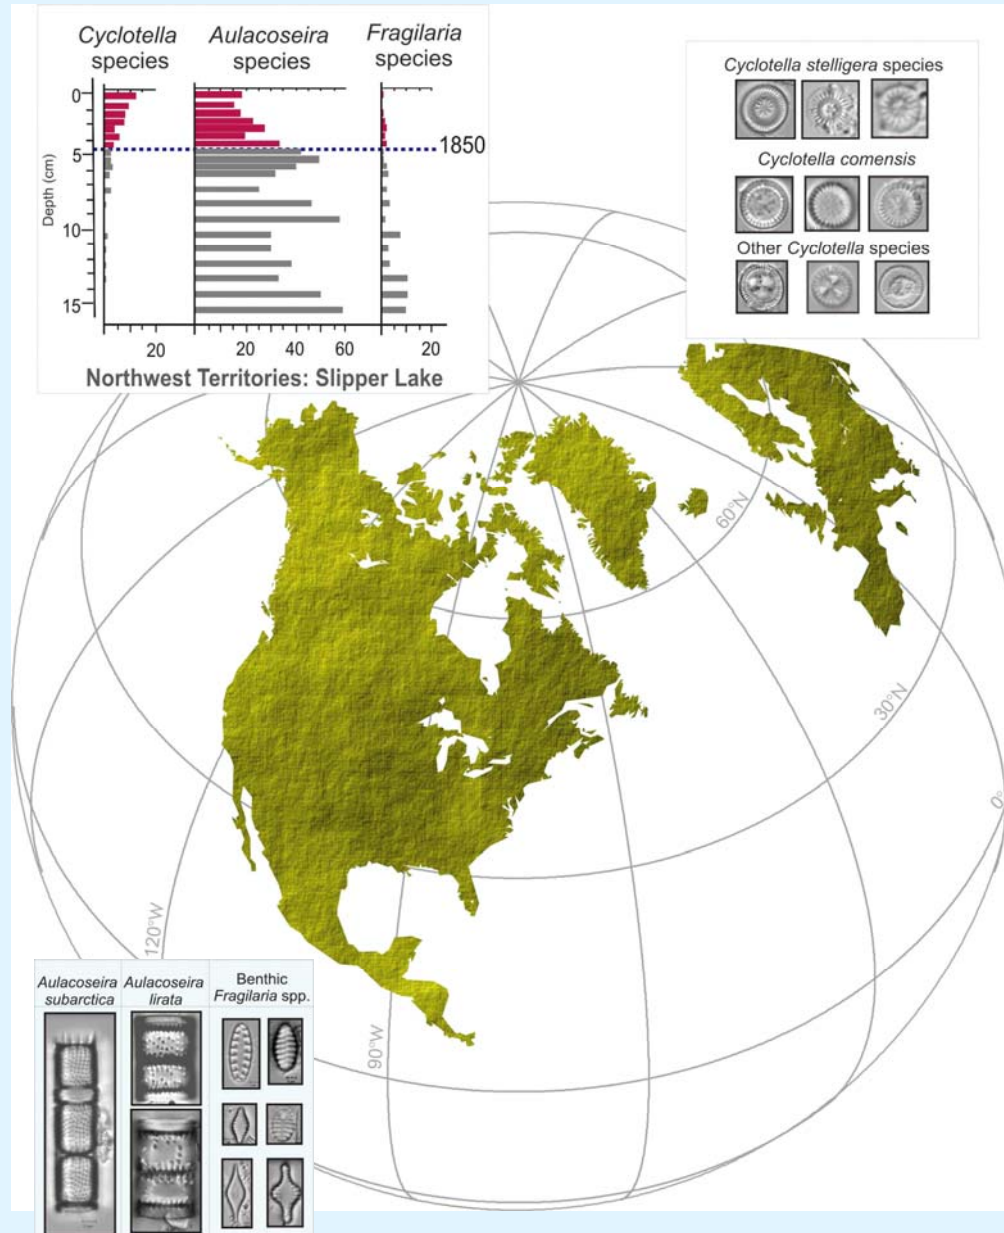 Cyclotella Aulacoseira Fragilaria
species species species
0
5
10
15
Depth (cm)
1850
20 20 40 60 20
Northwest Territories: Slipper Lake
Cyclotella stelligera species
Cyclotella comensis
Other Cyclotella species
60°N
30°N
0°
120°W
90°W
Aulacoseira Aulacoseira Benthic
subarctica lirata Fragilaria spp.